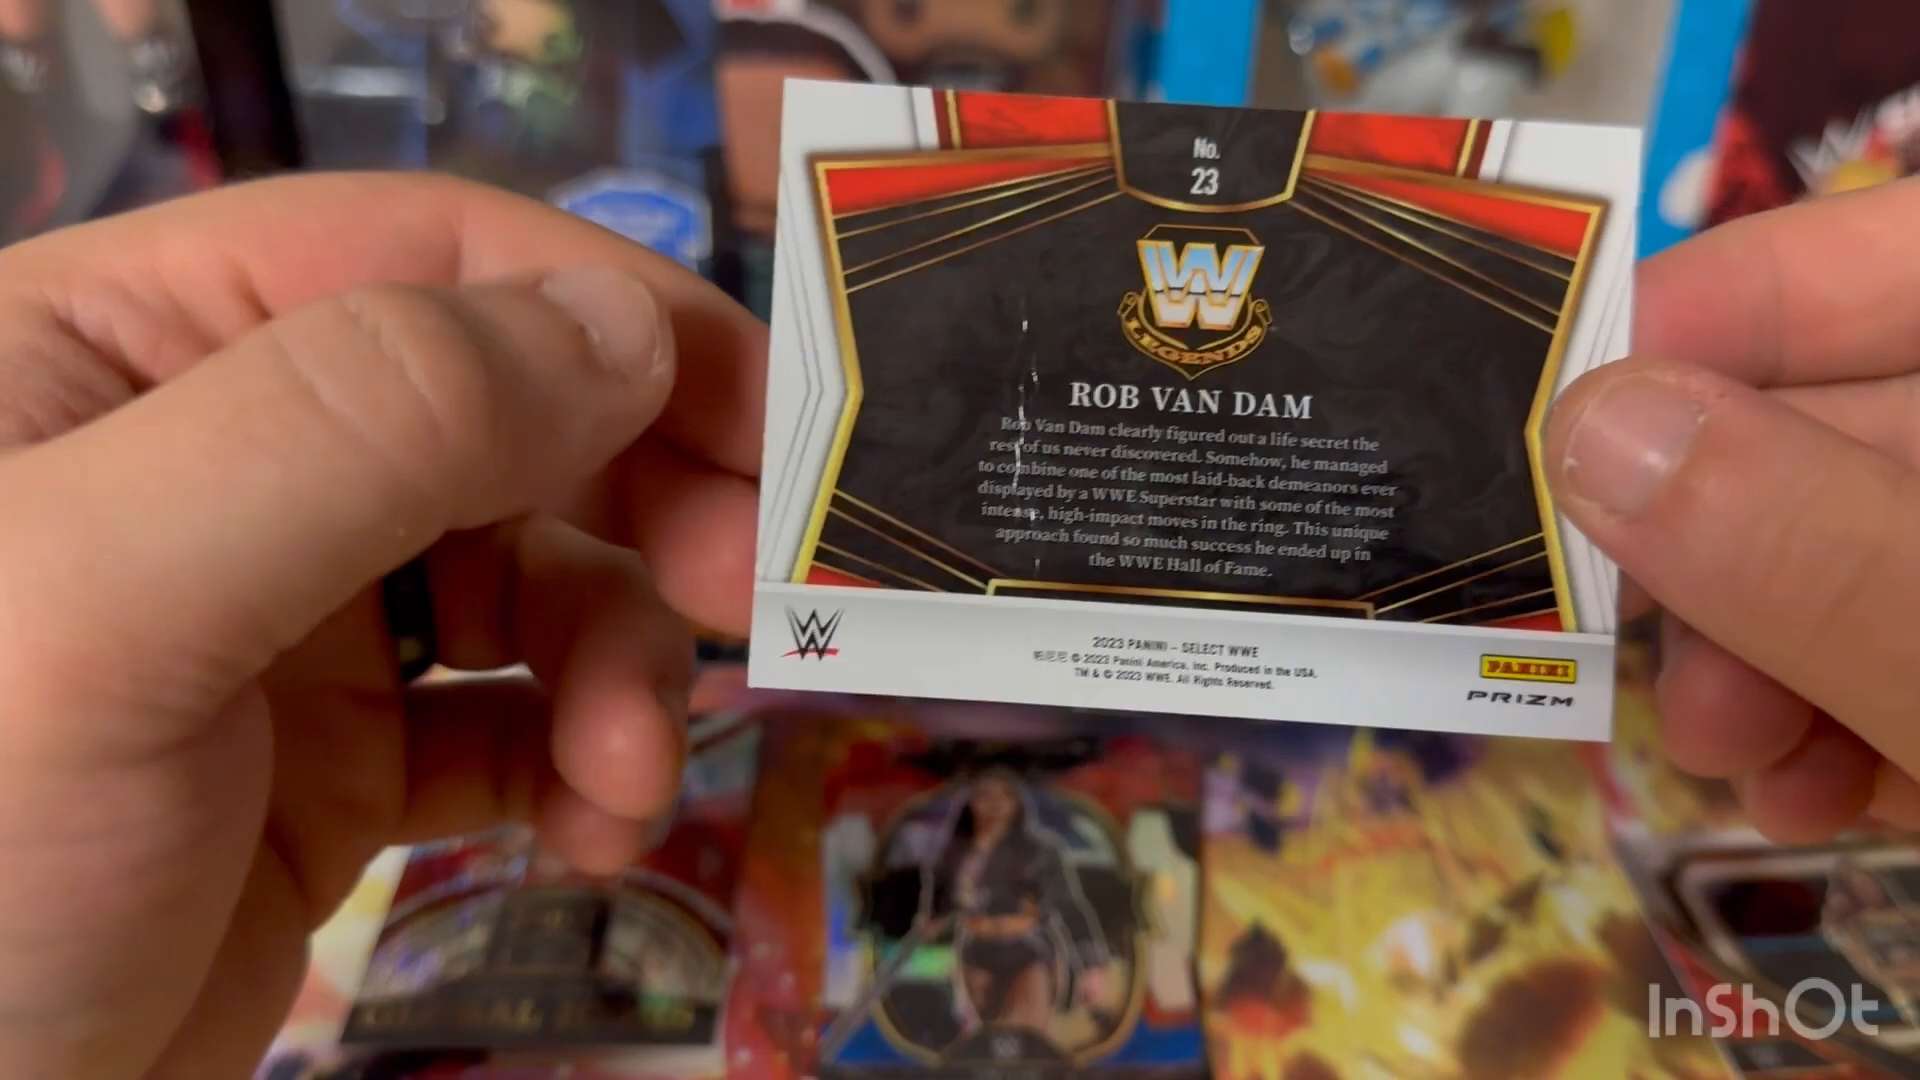 No.
23
LEGENDS
ROB VAN DAM
Rob Van Dam clearly figured out a life secret the
rest of us never discovered. Somehow, he managed
to combine one of the most laid-back demeanors ever
displayed by a WWE Superstar with some of the most
intense, high-impact moves in the ring. This unique
approach found so much success he ended up in
the WWE Hall of Fame.
2023 PANINI – SELECT WWE
© 2023 Panini America, Inc. Produced in the USA.
TM & © 2023 WWE. All Rights Reserved.
PANINI
PRIZM
InShOt